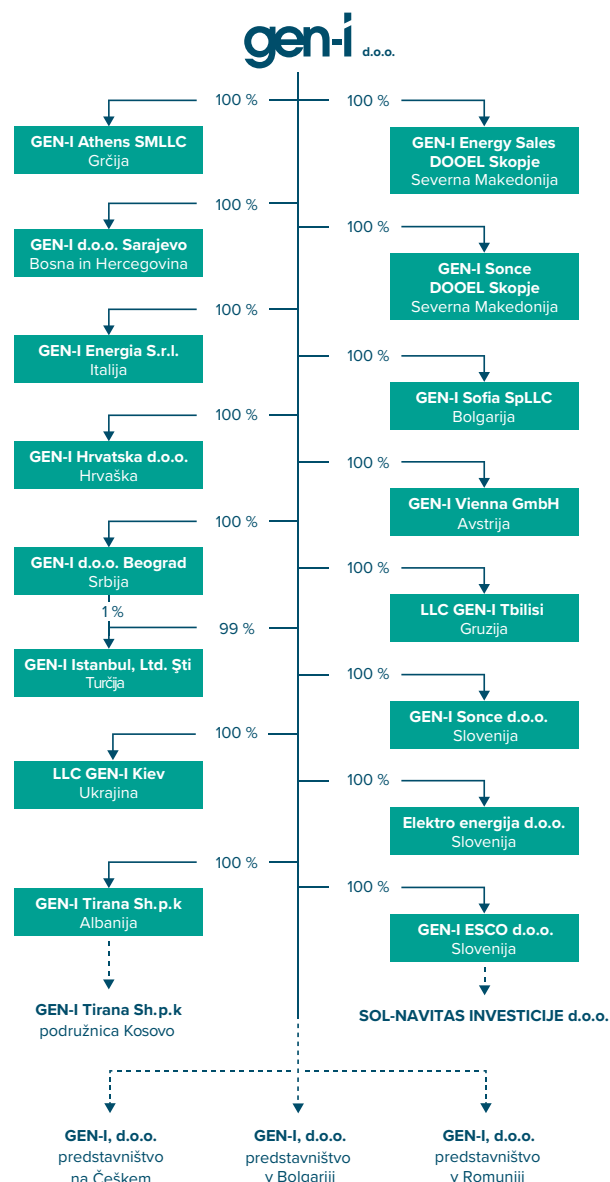 gen-i d.o.o.
100 %
GEN-I Athens SMLLC
Grčija
100 %
GEN-I d.o.o. Sarajevo
Bosna in Hercegovina
100 %
GEN-I Energia S.r.l.
Italija
100 %
GEN-I Hrvatska d.o.o.
Hrvaška
100 %
GEN-I d.o.o. Beograd
Srbija
1 %
99 %
GEN-I Istanbul, Ltd. Şti
Turčija
100 %
LLC GEN-I Kiev
Ukrajina
100 %
GEN-I Tirana Sh.p.k
Albanija
GEN-I Tirana Sh.p.k
podružnica Kosovo
100 %
GEN-I Energy Sales
DOOEL Skopje
Severna Makedonija
100 %
GEN-I Sonce
DOOEL Skopje
Severna Makedonija
100 %
GEN-I Sofia SpLLC
Bolgarija
100 %
GEN-I Vienna GmbH
Avstrija
100 %
LLC GEN-I Tbilisi
Gruzija
100 %
GEN-I Sonce d.o.o.
Slovenija
100 %
Elektro energija d.o.o.
Slovenija
100 %
GEN-I ESCO d.o.o.
Slovenija
SOL-NAVITAS INVESTICIJE d.o.o.
GEN-I, d.o.o.
predstavništvo
na Češkem
GEN-I, d.o.o.
predstavništvo
v Bolgariji
GEN-I, d.o.o.
predstavništvo
v Romuniji